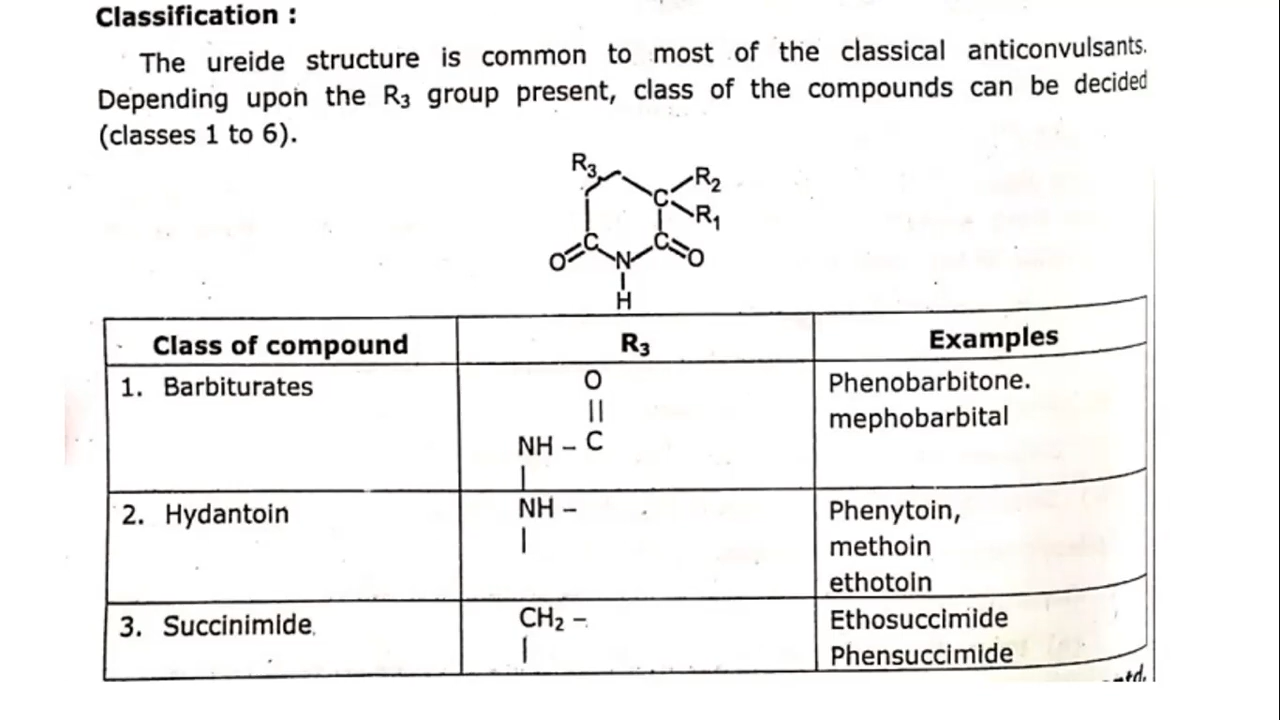 Classification :
The ureide structure is common to most of the classical anticonvulsants.
Depending upon the R₃ group present, class of the compounds can be decided
(classes 1 to 6).
R₃
R₂
C
R₁
C C
O N O
H
Class of compound R₃ Examples
1. Barbiturates O Phenobarbitone.
|| mephobarbital
NH – C
|
2. Hydantoin NH – Phenytoin,
| methoin
ethotoin
3. Succinimide. CH₂ – Ethosuccimide
| Phensuccimide